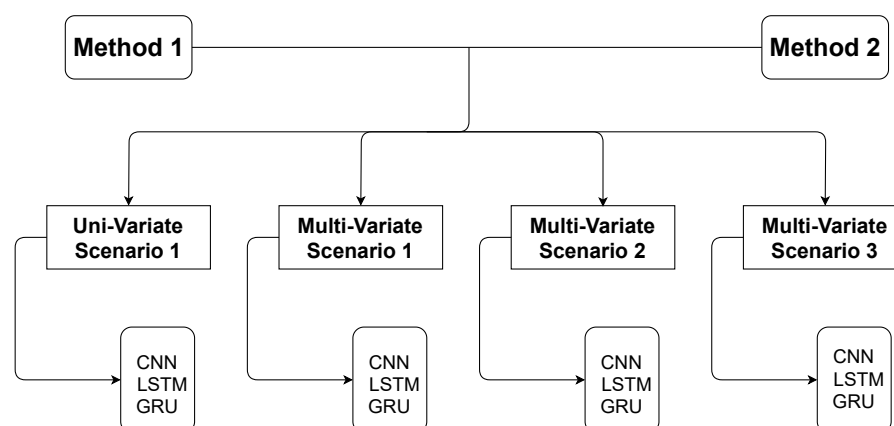 Method 1
Method 2
Uni-Variate
Scenario 1
Multi-Variate
Scenario 1
Multi-Variate
Scenario 2
Multi-Variate
Scenario 3
CNN
LSTM
GRU
CNN
LSTM
GRU
CNN
LSTM
GRU
CNN
LSTM
GRU